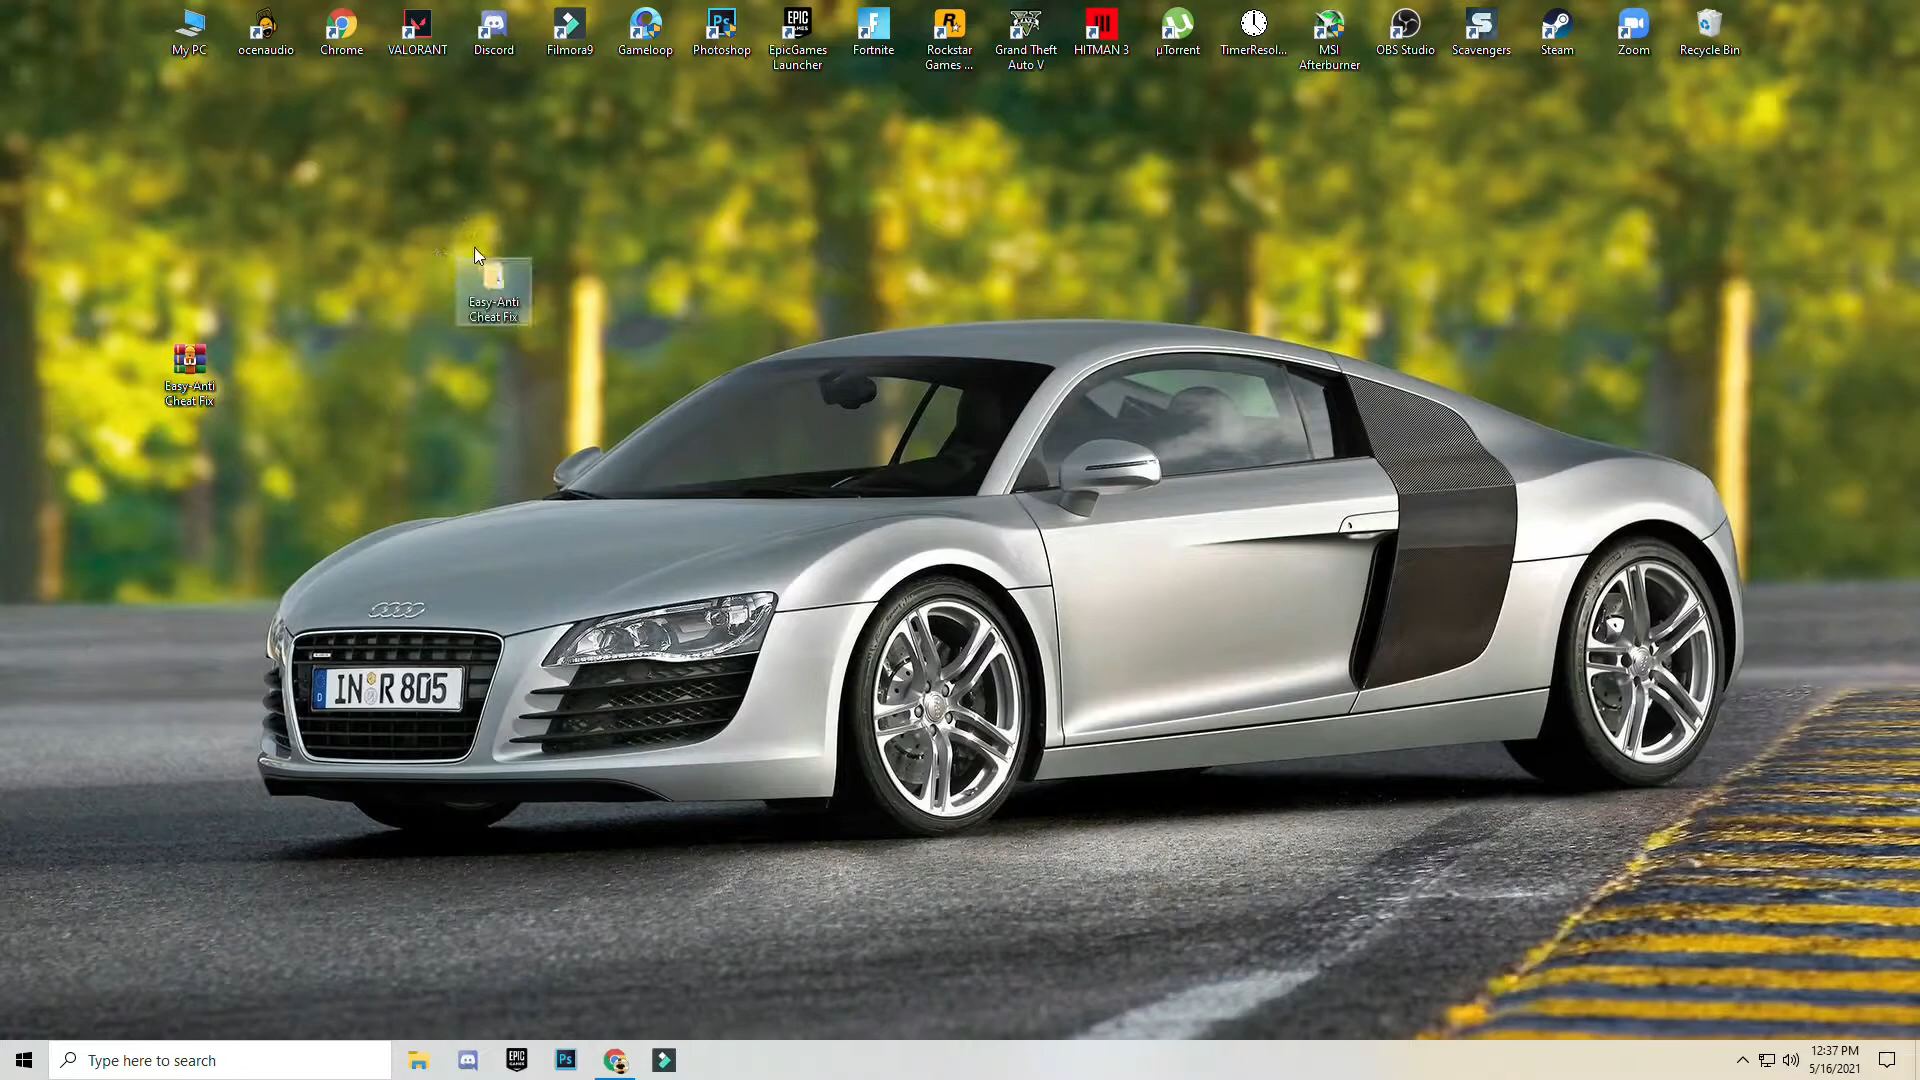 My PC
ocenaudio
Chrome
VALORANT
Discord
Filmora9
Gameloop
Photoshop
EpicGames
Launcher
Fortnite
Rockstar
Games ...
Grand Theft
Auto V
HITMAN 3
µTorrent
TimerResol...
MSI
Afterburner
OBS Studio
Scavengers
Steam
Zoom
Recycle Bin
Easy-Anti
Cheat Fix
Easy-Anti
Cheat Fix
IN R 805
Type here to search
12:37 PM
5/16/2021